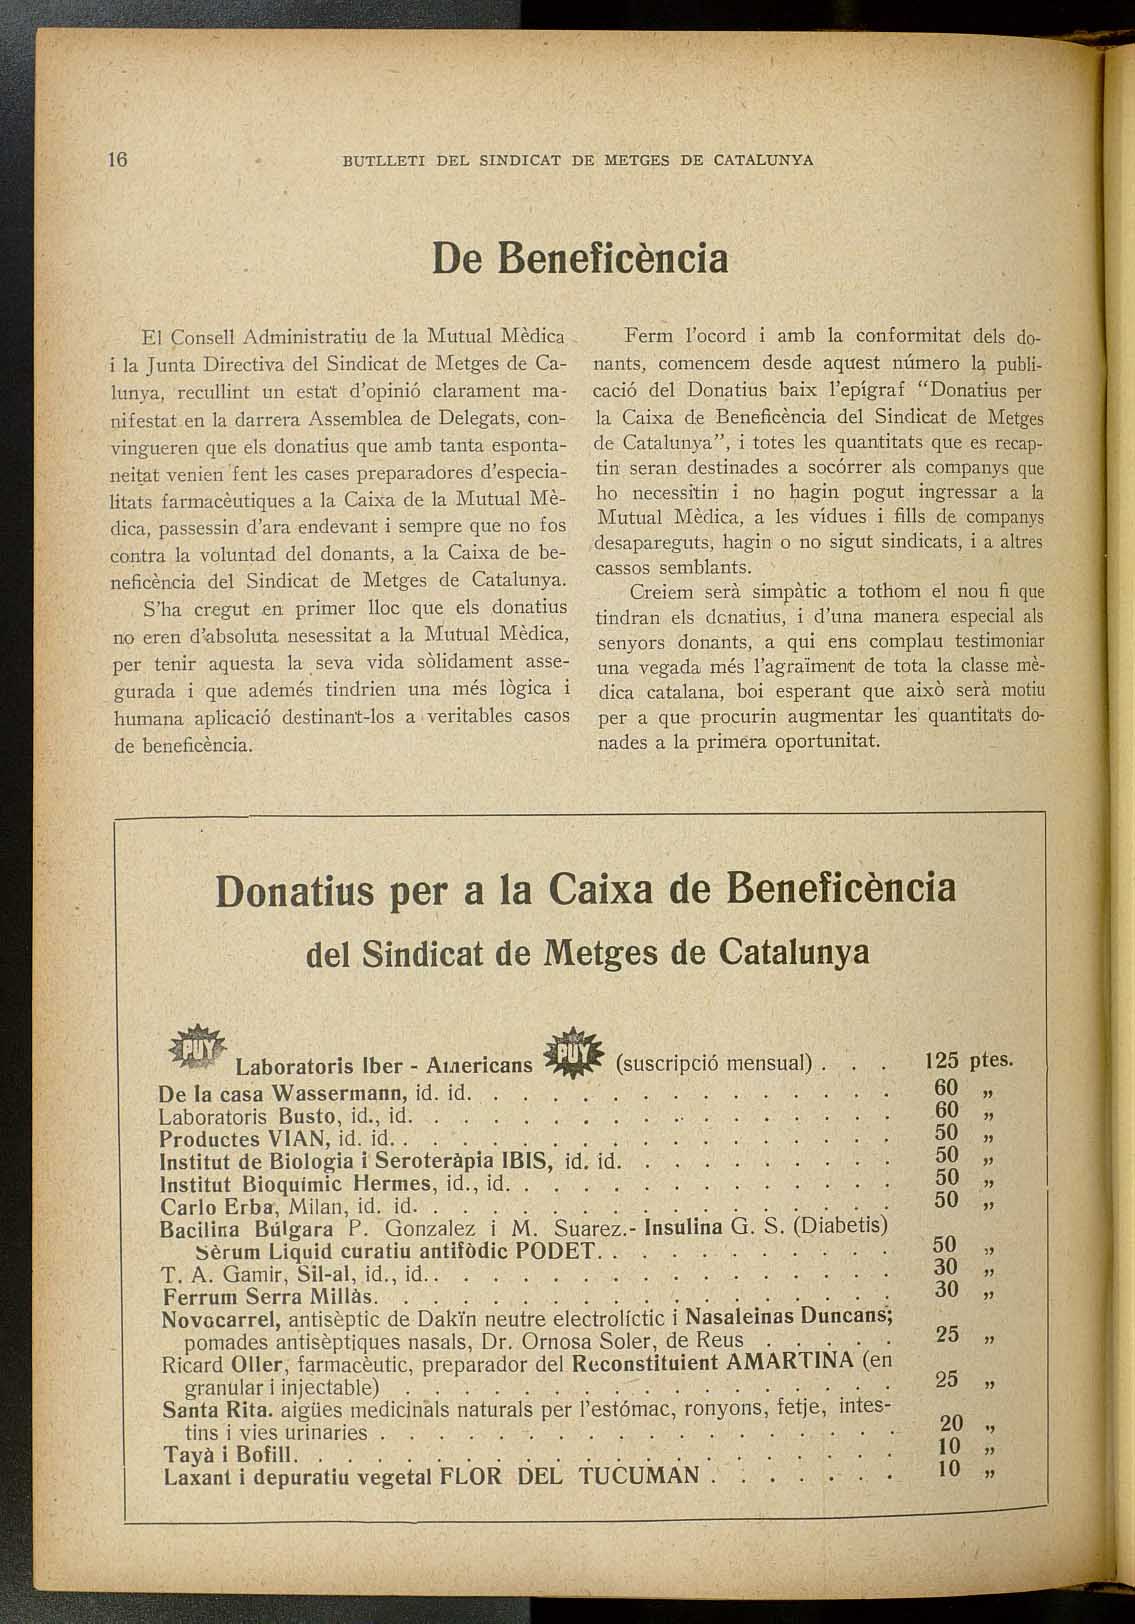 16
BUTLLETI DEL SINDICAT DE METGES DE CATALUNYA
De Beneficència
El Consell Administratiu de la Mutual Mèdica
i la Junta Directiva del Sindicat de Metges de Ca-
lunya, recullint un estat d'opinió clarament ma-
nifestat en la darrera Assemblea de Delegats, con-
vingueren que els donatius que amb tanta esponta-
neitat venien fent les cases preparadores d'especia-
litats farmacèutiques a la Caixa de la Mutual Mè-
dica, passessin d'ara endevant i sempre que no fos
contra la voluntad del donants, a la Caixa de be-
neficència del Sindicat de Metges de Catalunya.
S'ha cregut en primer lloc que els donatius
no eren d'absoluta nesessitat a la Mutual Mèdica,
per tenir aquesta la seva vida sòlidament asse-
gurada i que ademés tindrien una més lògica i
humana aplicació destinant-los a veritables casos
de beneficència.
Ferm l'ocord i amb la conformitat dels do-
nants, comencem desde aquest número la publi-
cació del Donatius baix l'epígraf "Donatius per
la Caixa de Beneficència del Sindicat de Metges
de Catalunya", i totes les quantitats que es recap-
tin seran destinades a socórrer als companys que
ho necessitin i no hagin pogut ingressar a la
Mutual Mèdica, a les vídues i fills de companys
desapareguts, hagin o no sigut sindicats, i a altres
cassos semblants.
Creiem serà simpàtic a tothom el nou fi que
tindran els donatius, i d'una manera especial als
senyors donants, a qui ens complau testimoniar
una vegada més l'agraïment de tota la classe mè-
dica catalana, boi esperant que això serà motiu
per a que procurin augmentar les quantitats do-
nades a la primera oportunitat.
Donatius per a la Caixa de Beneficència
del Sindicat de Metges de Catalunya
PUY Laboratoris Iber - Americans PUY (suscripció mensual) . . . 125 ptes.
De la casa Wassermann, id. id. . . . . . . . . . . . . . . 60 „
Laboratoris Busto, id., id. . . . . . . . . . . . . . . . . 60 „
Productes VIAN, id. id. . . . . . . . . . . . . . . . . . 50 „
Institut de Biologia i Seroteràpia IBIS, id. id. . . . . . . . . . 50 „
Institut Bioquímic Hermes, id., id. . . . . . . . . . . . . . 50 „
Carlo Erba, Milan, id. id. . . . . . . . . . . . . . . . . 50 „
Bacilina Búlgara P. Gonzalez i M. Suarez.- Insulina G. S. (Diabetis)
Sèrum Liquid curatiu antifòdic PODET. . . . . . . . . . . 50 „
T. A. Gamir, Sil-al, id., id. . . . . . . . . . . . . . . . . 30 „
Ferrum Serra Millàs. . . . . . . . . . . . . . . . . . . 30 „
Novocarrel, antisèptic de Dakïn neutre electrolíctic i Nasaleinas Duncans;
pomades antisèptiques nasals, Dr. Ornosa Soler, de Reus . . . . . 25 „
Ricard Oller, farmacèutic, preparador del Reconstituient AMARTINA (en
granular i injectable) . . . . . . . . . . . . . . . . . 25 „
Santa Rita. aigües medicinals naturals per l'estómac, ronyons, fetje, intes-
tins i vies urinaries . . . . . . . . . . . . . . . . . . 20 „
Tayà i Bofill. . . . . . . . . . . . . . . . . . . . . . 10 „
Laxant i depuratiu vegetal FLOR DEL TUCUMAN . . . . . . . 10 „